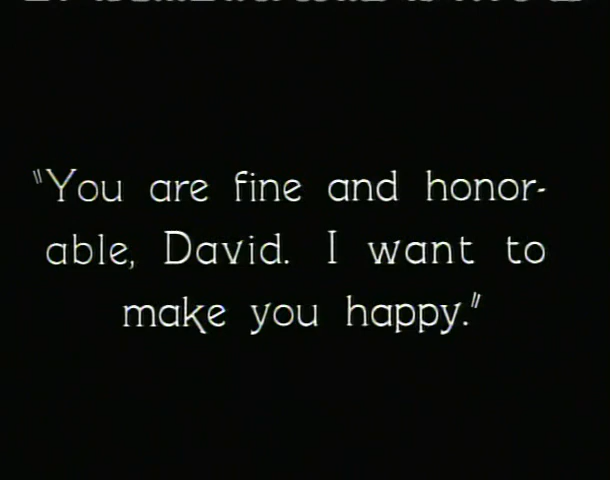 "You are fine and honor-
able, David. I want to
make you happy."